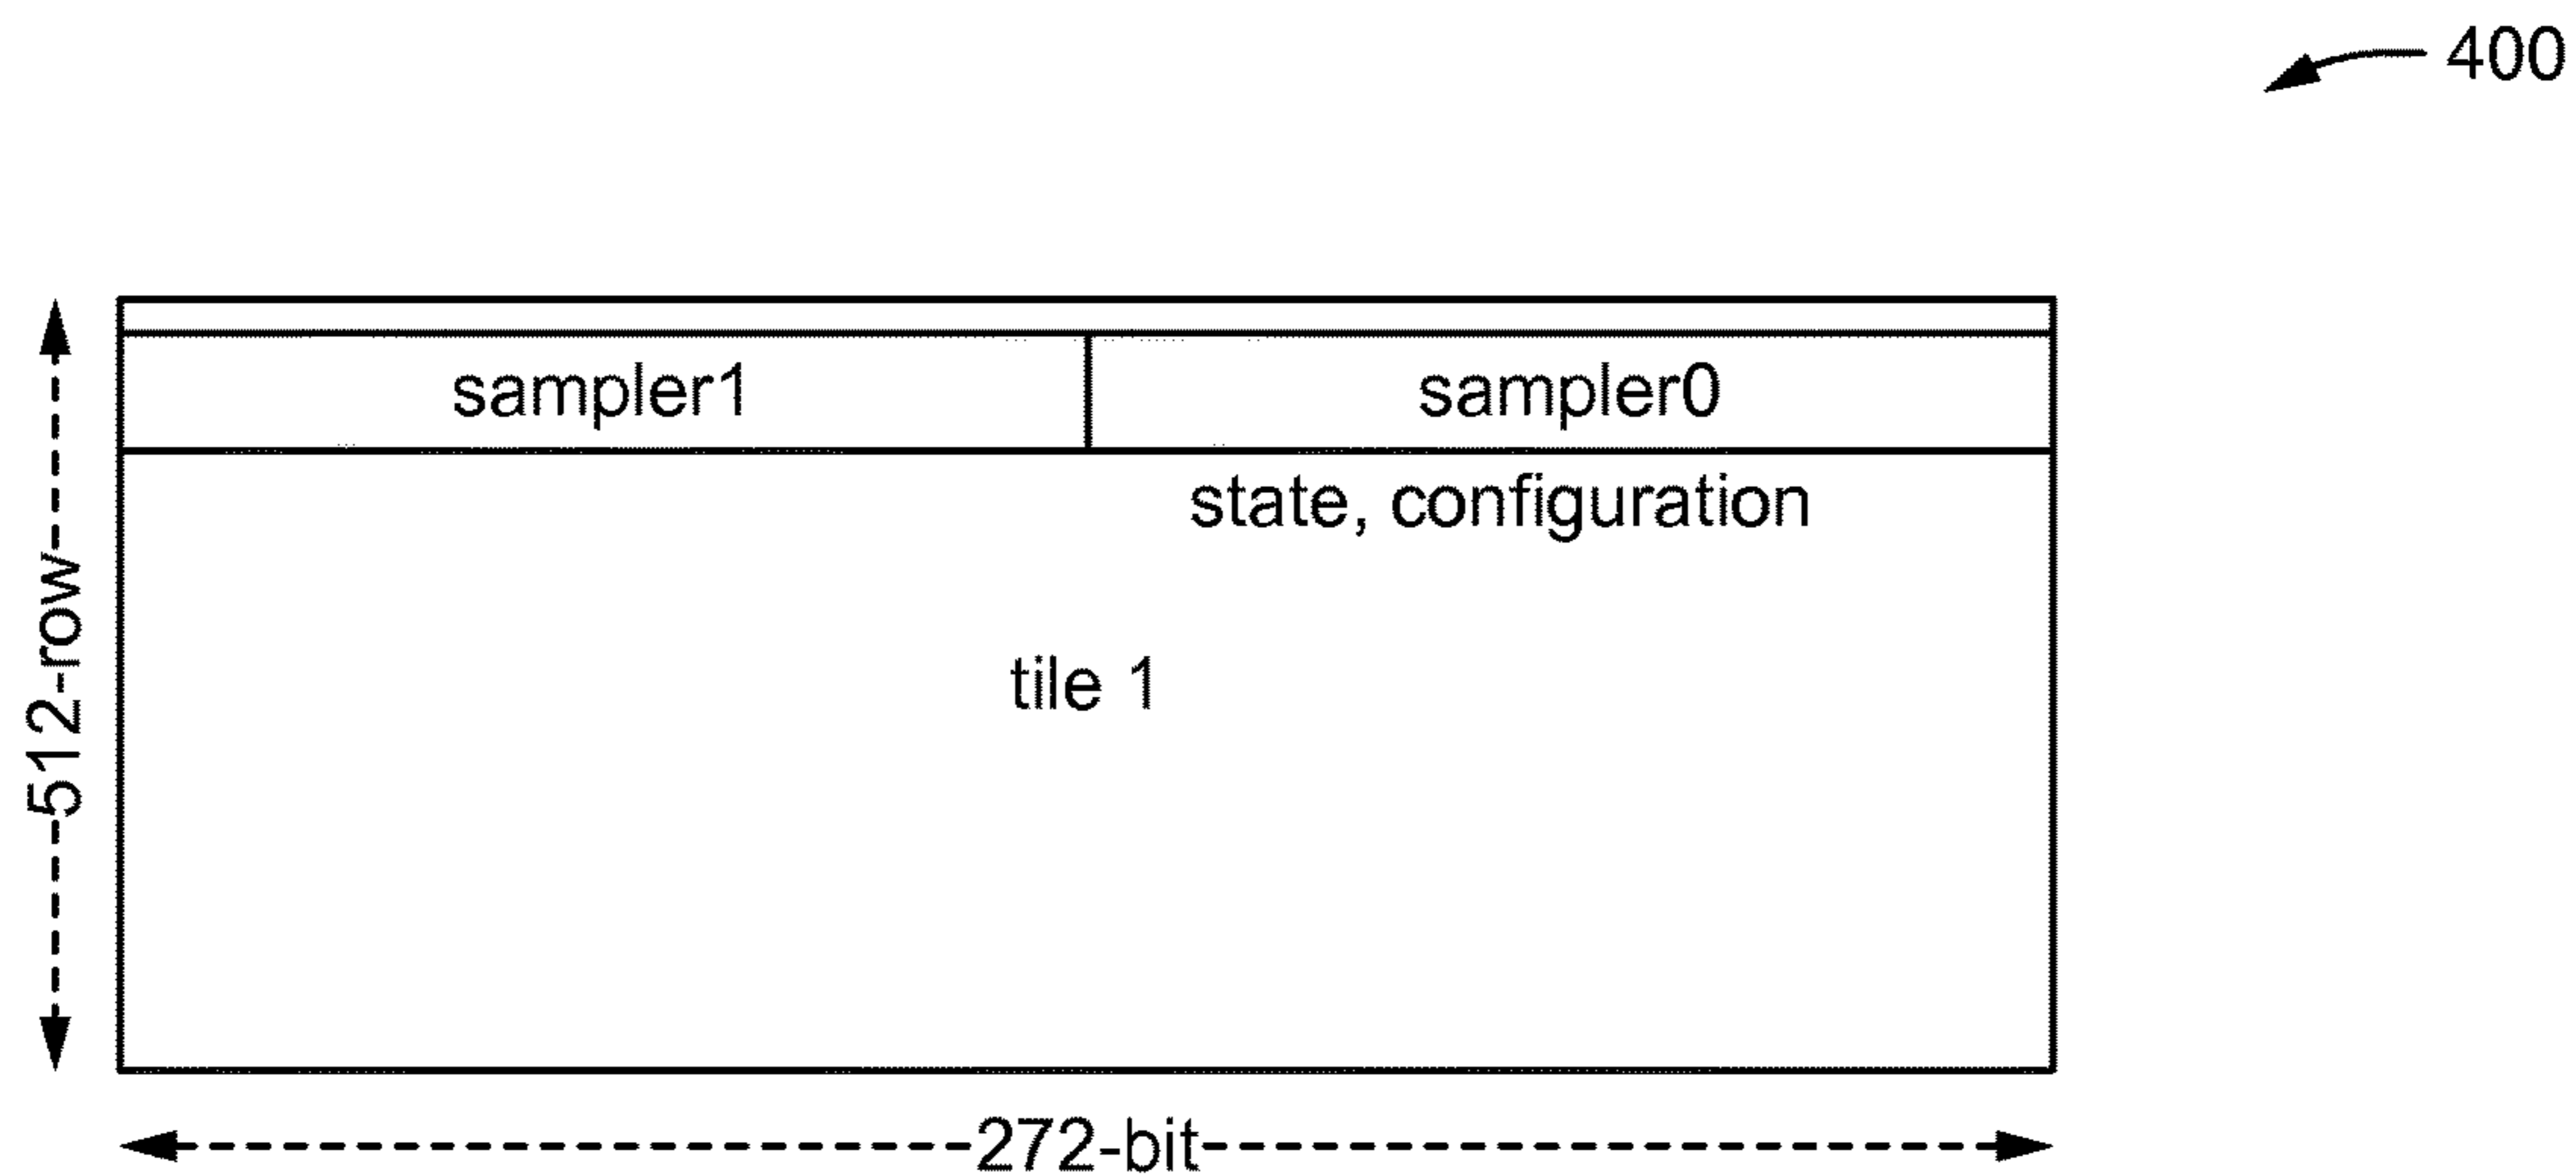 400
sampler1
sampler0
state, configuration
512-row
tile 1
272-bit